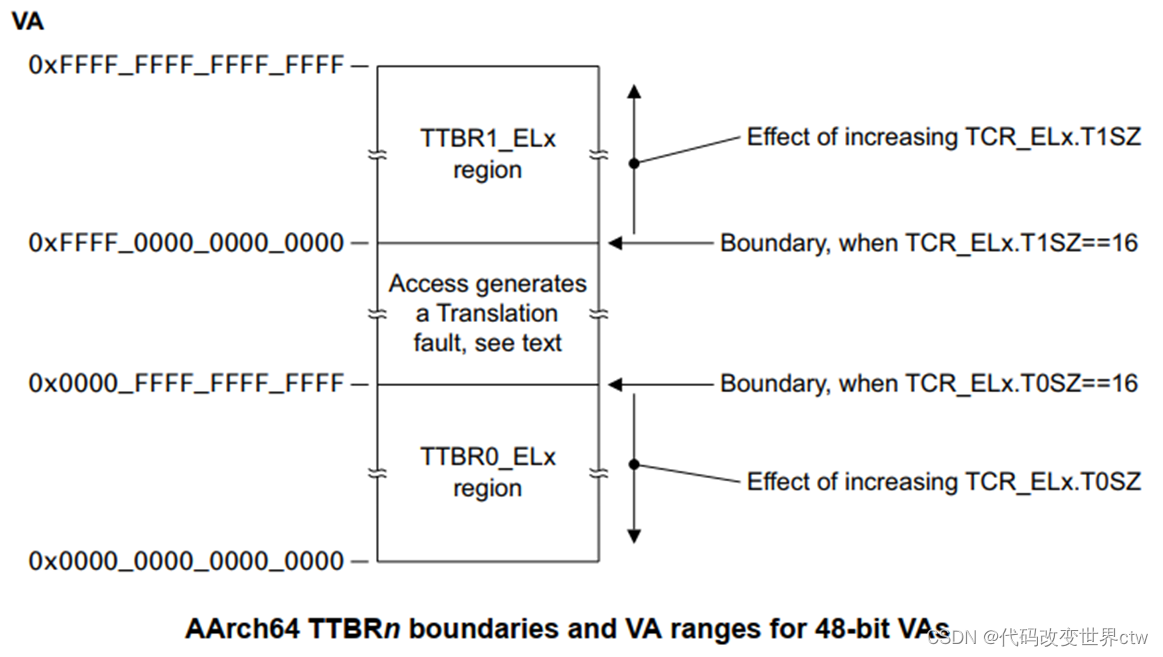 VA
0xFFFF_FFFF_FFFF_FFFF
TTBR1_ELx
region
Effect of increasing TCR_ELx.T1SZ
0xFFFF_0000_0000_0000
Boundary, when TCR_ELx.T1SZ==16
Access generates
a Translation
fault, see text
0x0000_FFFF_FFFF_FFFF
Boundary, when TCR_ELx.T0SZ==16
TTBR0_ELx
region
Effect of increasing TCR_ELx.T0SZ
0x0000_0000_0000_0000
AArch64 TTBRn boundaries and VA ranges for 48-bit VAs
CSDN @代码改变世界ctw